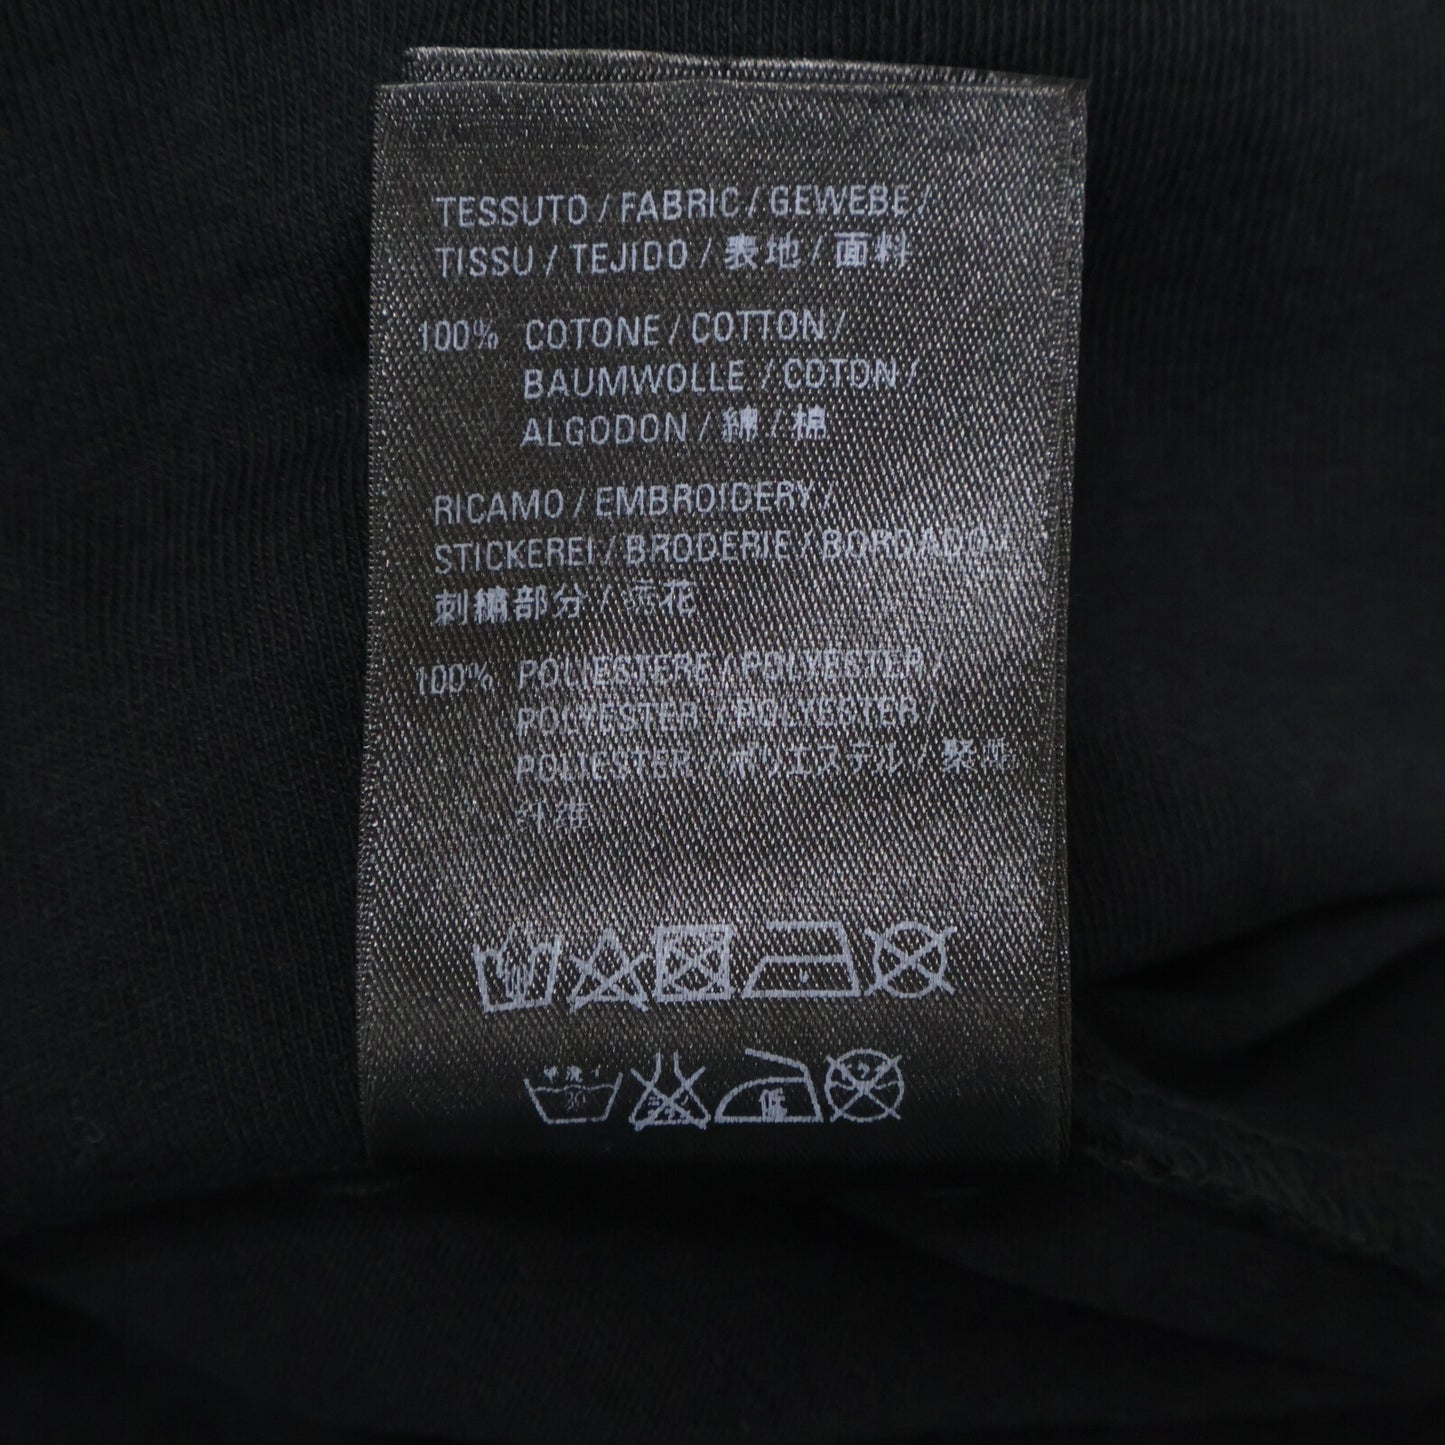 TESSUTO / FABRIC / GEWEBE /
TISSU / TEJIDO / 表地 / 面料
100% COTONE / COTTON /
BAUMWOLLE / COTON /
ALGODON / 綿 / 棉
RICAMO / EMBROIDERY /
STICKEREI / BRODERIE / BORDADO /
刺繍部分 / 绣花
100% POLIESTERE / POLYESTER /
POLYESTER / POLYESTER /
POLIESTER / ポリエステル / 聚酯
纤维
30
低